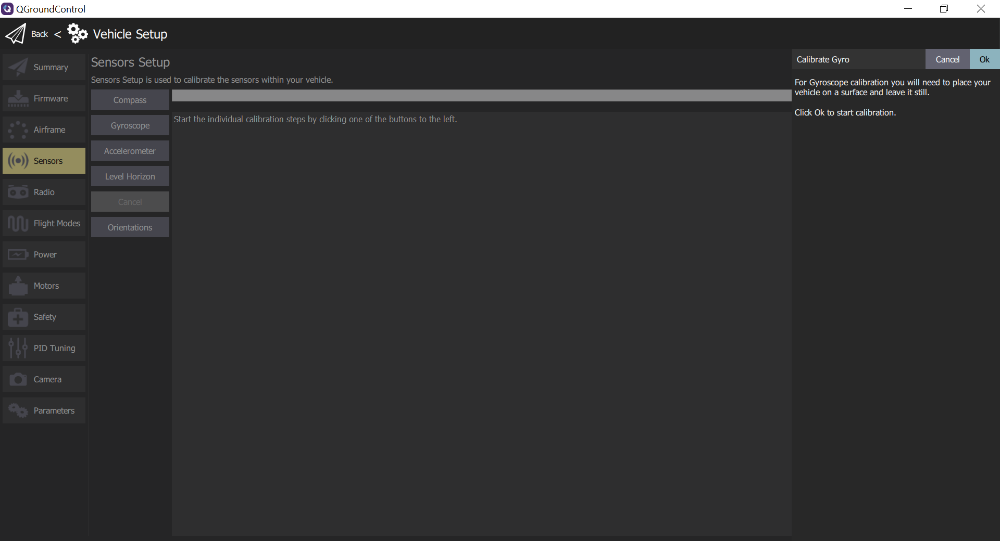 QGroundControl
Back < Vehicle Setup
Summary
Firmware
Airframe
Sensors
Radio
Flight Modes
Power
Motors
Safety
PID Tuning
Camera
Parameters
Sensors Setup
Sensors Setup is used to calibrate the sensors within your vehicle.
Compass
Gyroscope
Accelerometer
Level Horizon
Cancel
Orientations
Start the individual calibration steps by clicking one of the buttons to the left.
Calibrate Gyro Cancel Ok
For Gyroscope calibration you will need to place your
vehicle on a surface and leave it still.
Click Ok to start calibration.